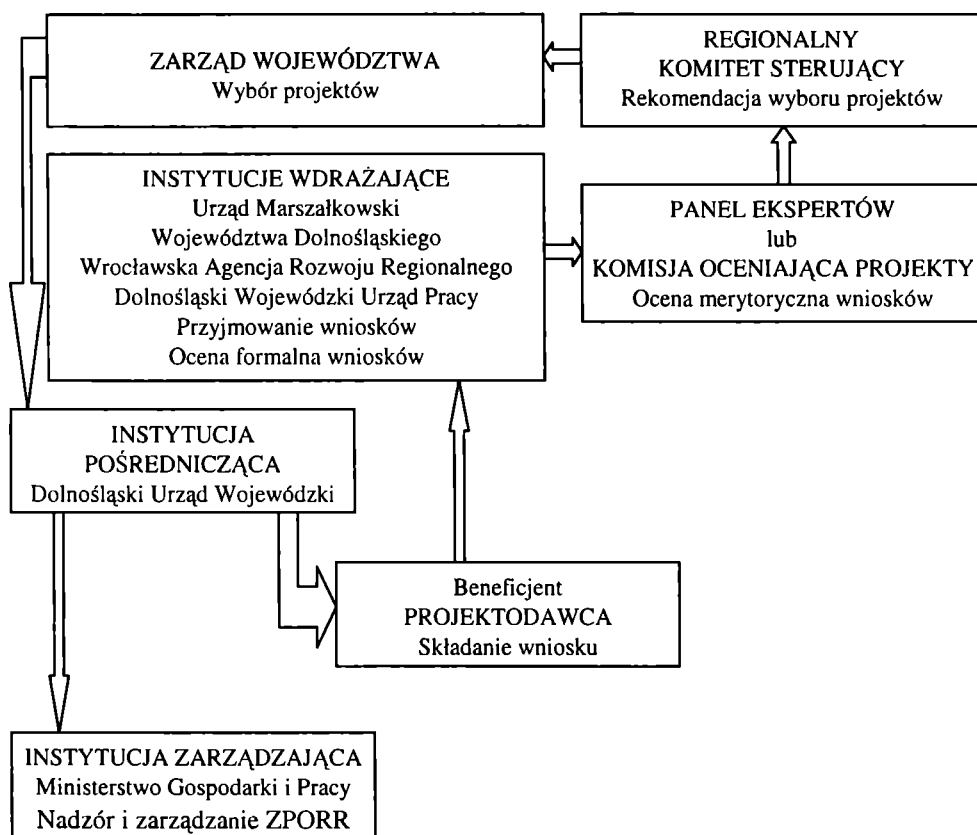 ZARZĄD WOJEWÓDZTWA
Wybór projektów
REGIONALNY
KOMITET STERUJĄCY
Rekomendacja wyboru projektów
INSTYTUCJE WDRAŻAJĄCE
Urząd Marszałkowski
Województwa Dolnośląskiego
Wrocławska Agencja Rozwoju Regionalnego
Dolnośląski Wojewódzki Urząd Pracy
Przyjmowanie wniosków
Ocena formalna wniosków
PANEL EKSPERTÓW
lub
KOMISJA OCENIAJĄCA PROJEKTY
Ocena merytoryczna wniosków
INSTYTUCJA
POŚREDNICZĄCA
Dolnośląski Urząd Wojewódzki
Beneficjent
PROJEKTODAWCA
Składanie wniosku
INSTYTUCJA ZARZĄDZAJĄCA
Ministerstwo Gospodarki i Pracy
Nadzór i zarządzanie ZPORR